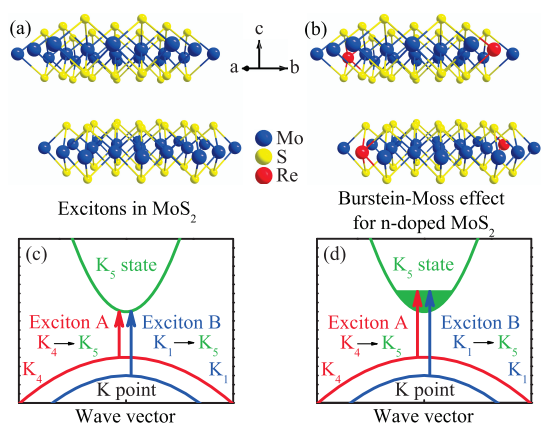 (a)
(b)
c
a
b
Mo
S
Re
Excitons in MoS₂
Burstein-Moss effect
for n-doped MoS₂
(c)
K₅ state
Exciton A
Exciton B
K₄→K₅
K₁→K₅
K₄
K₁
K point
Wave vector
(d)
K₅ state
Exciton A
Exciton B
K₄→K₅
K₁→K₅
K₄
K₁
K point
Wave vector